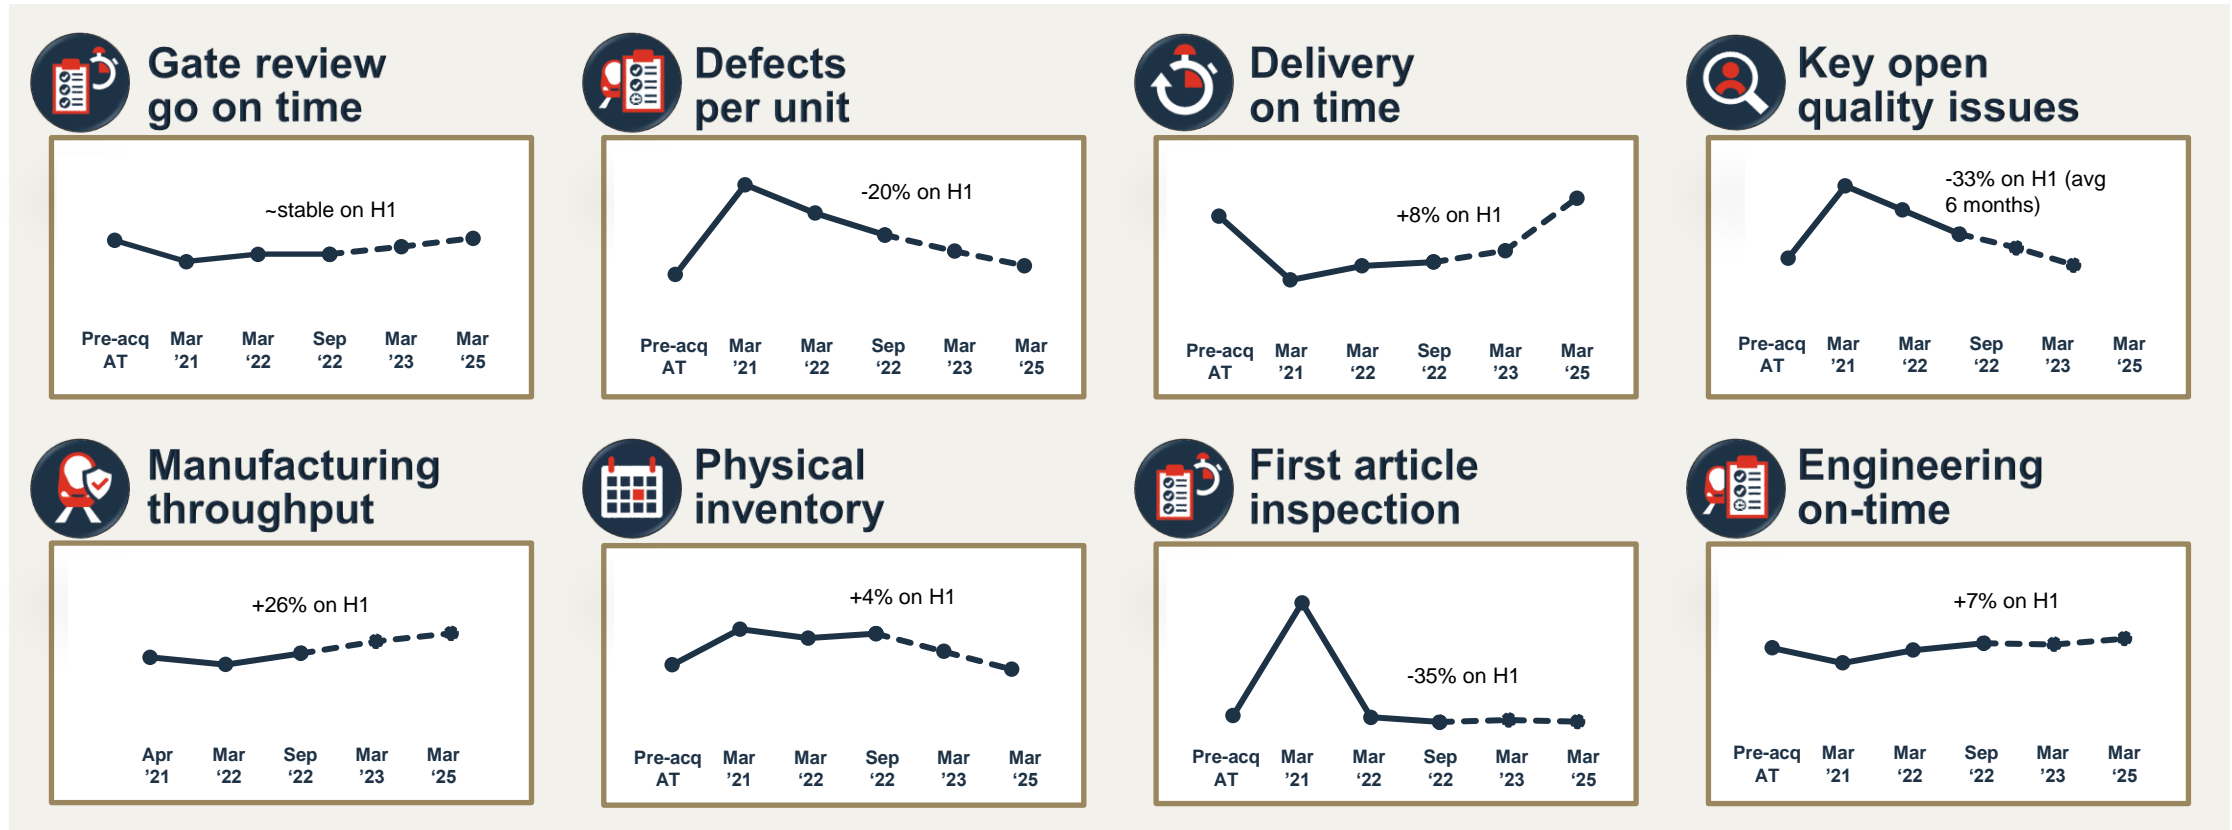 Gate review
go on time
~stable on H1
Pre-acq AT
Mar ’21
Mar ‘22
Sep ‘22
Mar ’23
Mar ‘25
Defects
per unit
-20% on H1
Pre-acq AT
Mar ’21
Mar ‘22
Sep ‘22
Mar ’23
Mar ‘25
Delivery
on time
+8% on H1
Pre-acq AT
Mar ’21
Mar ‘22
Sep ‘22
Mar ’23
Mar ‘25
Key open
quality issues
-33% on H1 (avg
6 months)
Pre-acq AT
Mar ’21
Mar ‘22
Sep ‘22
Mar ’23
Mar ‘25
Manufacturing
throughput
+26% on H1
Apr ’21
Mar ‘22
Sep ‘22
Mar ’23
Mar ‘25
Physical
inventory
+4% on H1
Pre-acq AT
Mar ’21
Mar ‘22
Sep ‘22
Mar ’23
Mar ‘25
First article
inspection
-35% on H1
Pre-acq AT
Mar ’21
Mar ‘22
Sep ‘22
Mar ’23
Mar ‘25
Engineering
on-time
+7% on H1
Pre-acq AT
Mar ’21
Mar ‘22
Sep ‘22
Mar ’23
Mar ‘25